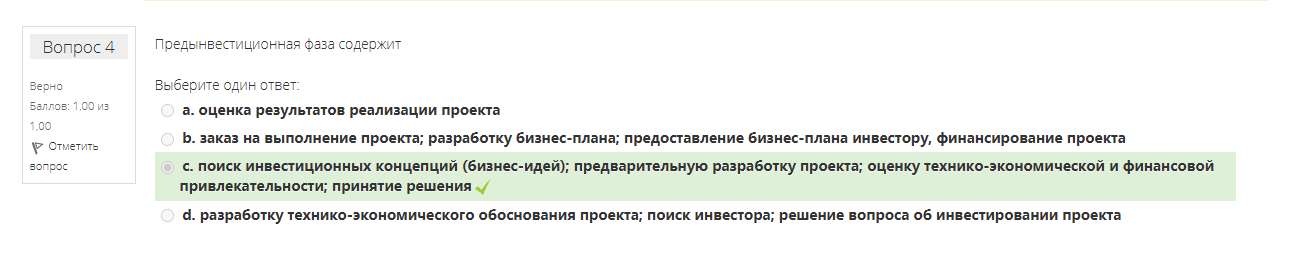 Вопрос 4
Верно
Баллов: 1,00 из
1,00
Отметить
вопрос
Предынвестиционная фаза содержит
Выберите один ответ:
a. оценка результатов реализации проекта
b. заказ на выполнение проекта; разработку бизнес-плана; предоставление бизнес-плана инвестору, финансирование проекта
c. поиск инвестиционных концепций (бизнес-идей); предварительную разработку проекта; оценку технико-экономической и финансовой
привлекательности; принятие решения
d. разработку технико-экономического обоснования проекта; поиск инвестора; решение вопроса об инвестировании проекта